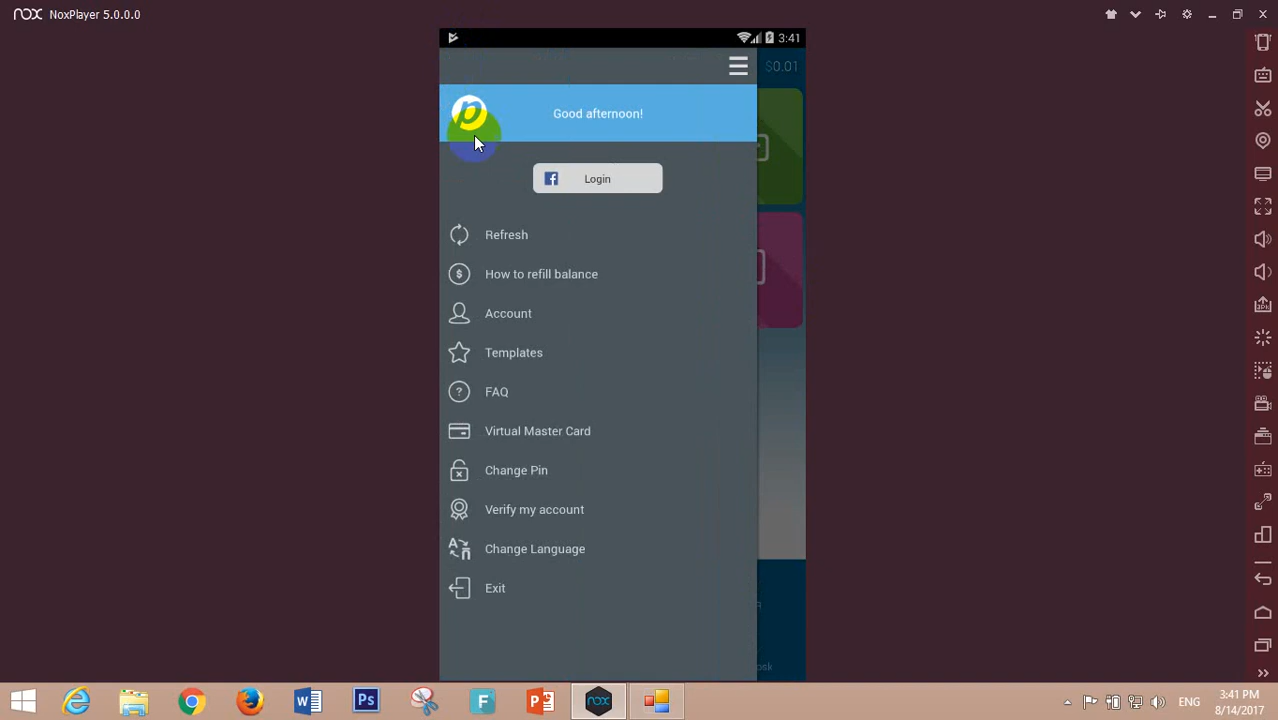 nox NoxPlayer 5.0.0.0
3:41
$0.01
p Good afternoon!
Login
Refresh
How to refill balance
Account
Templates
FAQ
Virtual Master Card
Change Pin
Verify my account
Change Language
Exit
osk
ENG
3:41 PM
8/14/2017